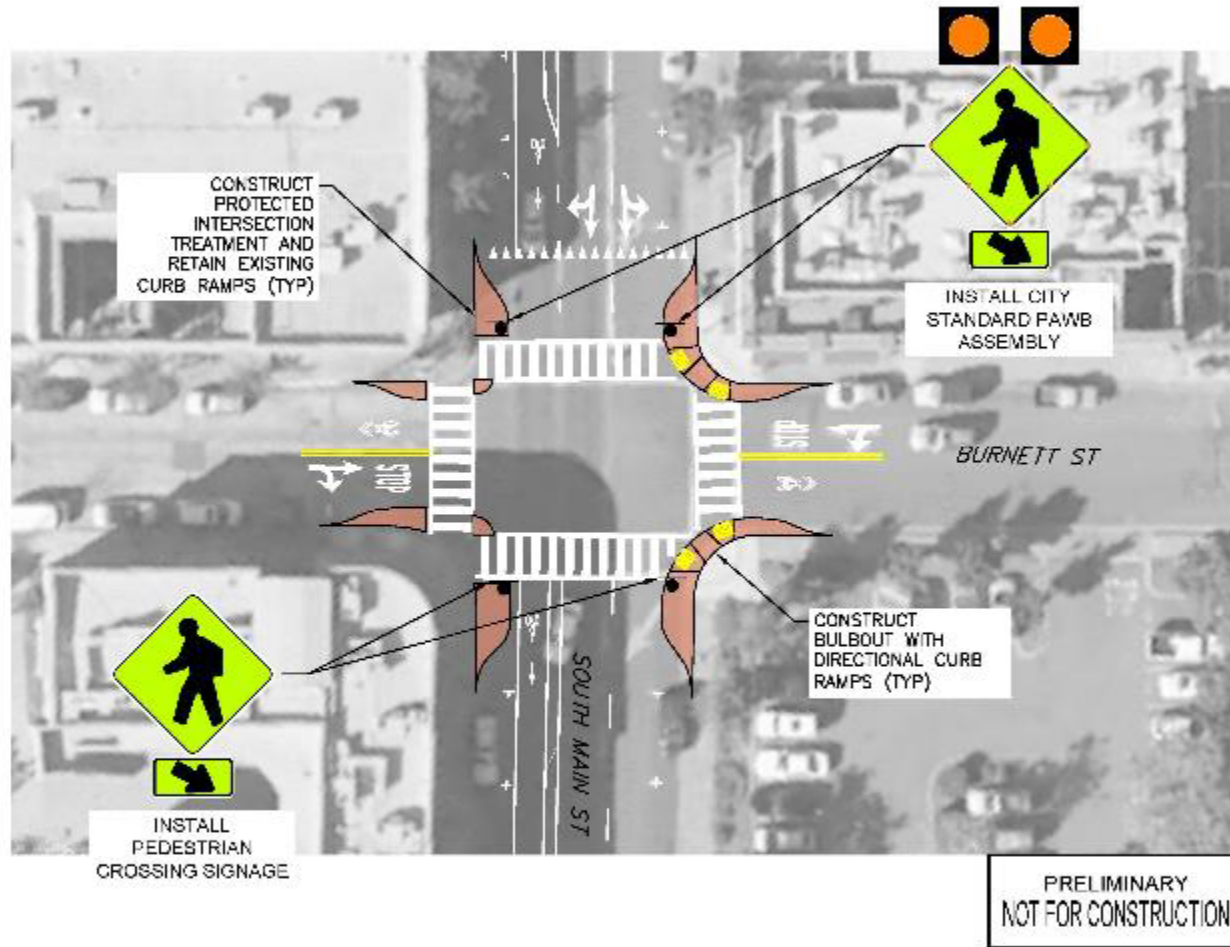 CONSTRUCT
PROTECTED
INTERSECTION
TREATMENT AND
RETAIN EXISTING
CURB RAMPS (TYP)
INSTALL CITY
STANDARD PAWB
ASSEMBLY
STOP
STOP
BURNETT ST
CONSTRUCT
BULBOUT WITH
DIRECTIONAL CURB
RAMPS (TYP)
SOUTH MAIN ST
INSTALL
PEDESTRIAN
CROSSING SIGNAGE
PRELIMINARY
NOT FOR CONSTRUCTION